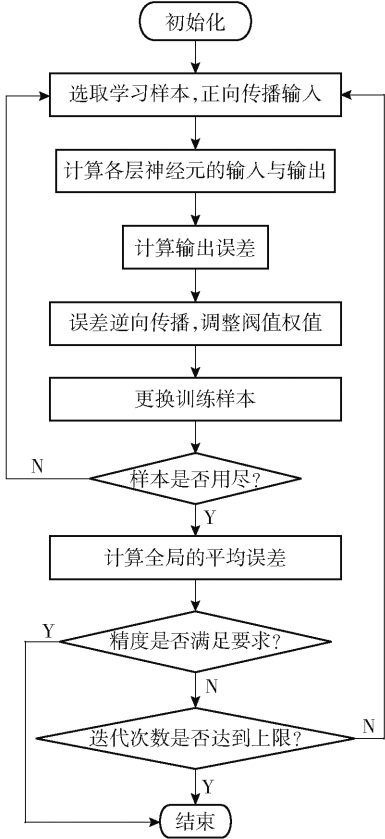 初始化
选取学习样本,正向传播输入
计算各层神经元的输入与输出
计算输出误差
误差逆向传播,调整阀值权值
更换训练样本
N
样本是否用尽?
Y
计算全局的平均误差
Y
精度是否满足要求?
N
迭代次数是否达到上限?
N
Y
结束